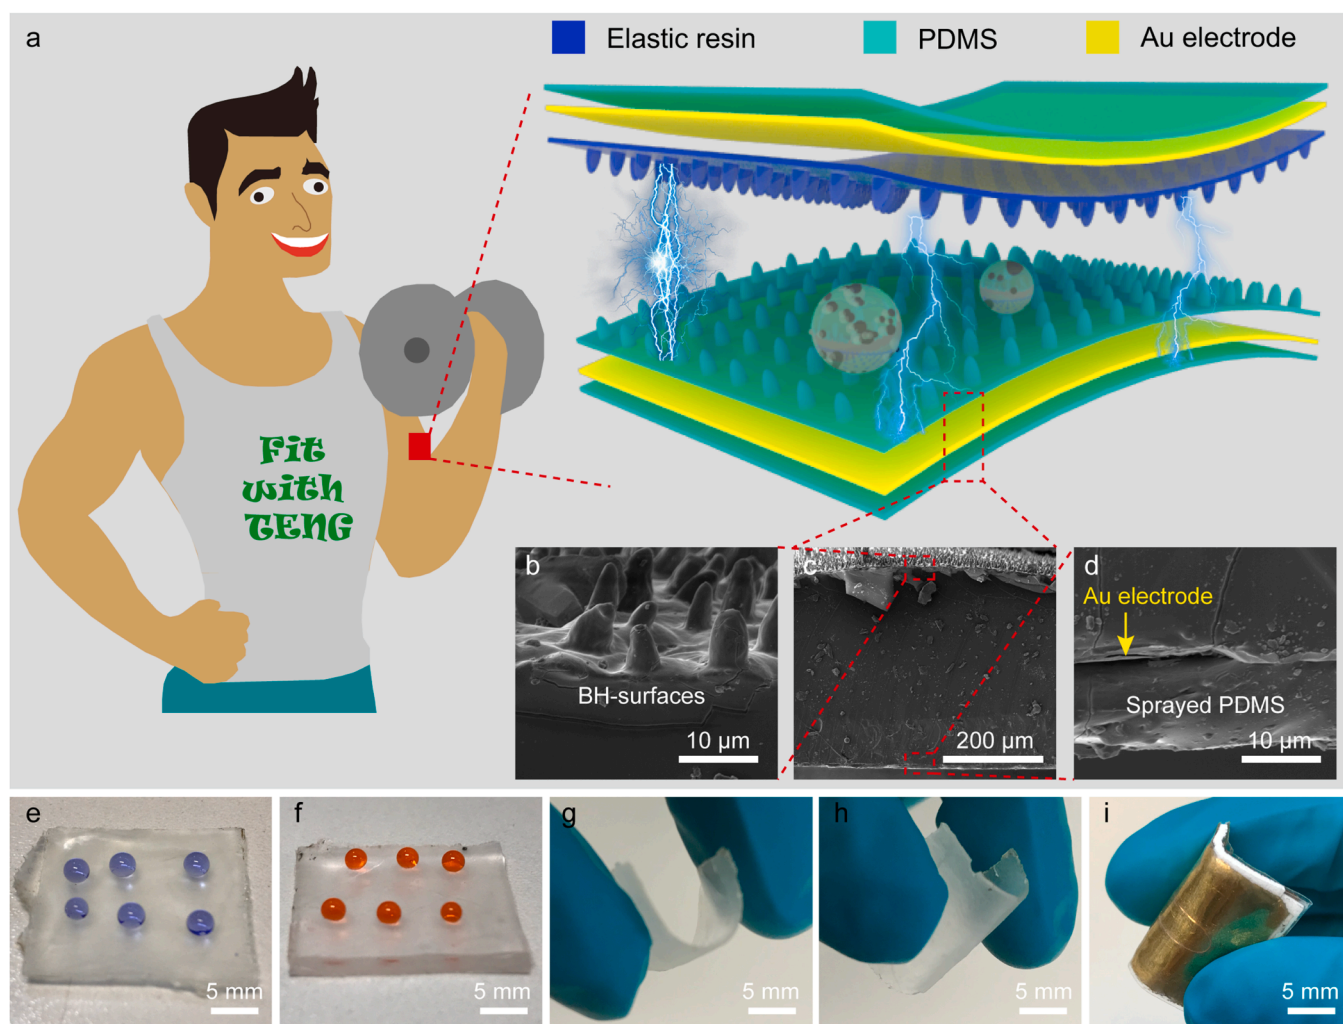 a
Elastic resin
PDMS
Au electrode
Fit
with
TENG
b
BH-surfaces
10 μm
c
200 μm
d
Au electrode
Sprayed PDMS
10 μm
e
5 mm
f
5 mm
g
5 mm
h
5 mm
i
5 mm